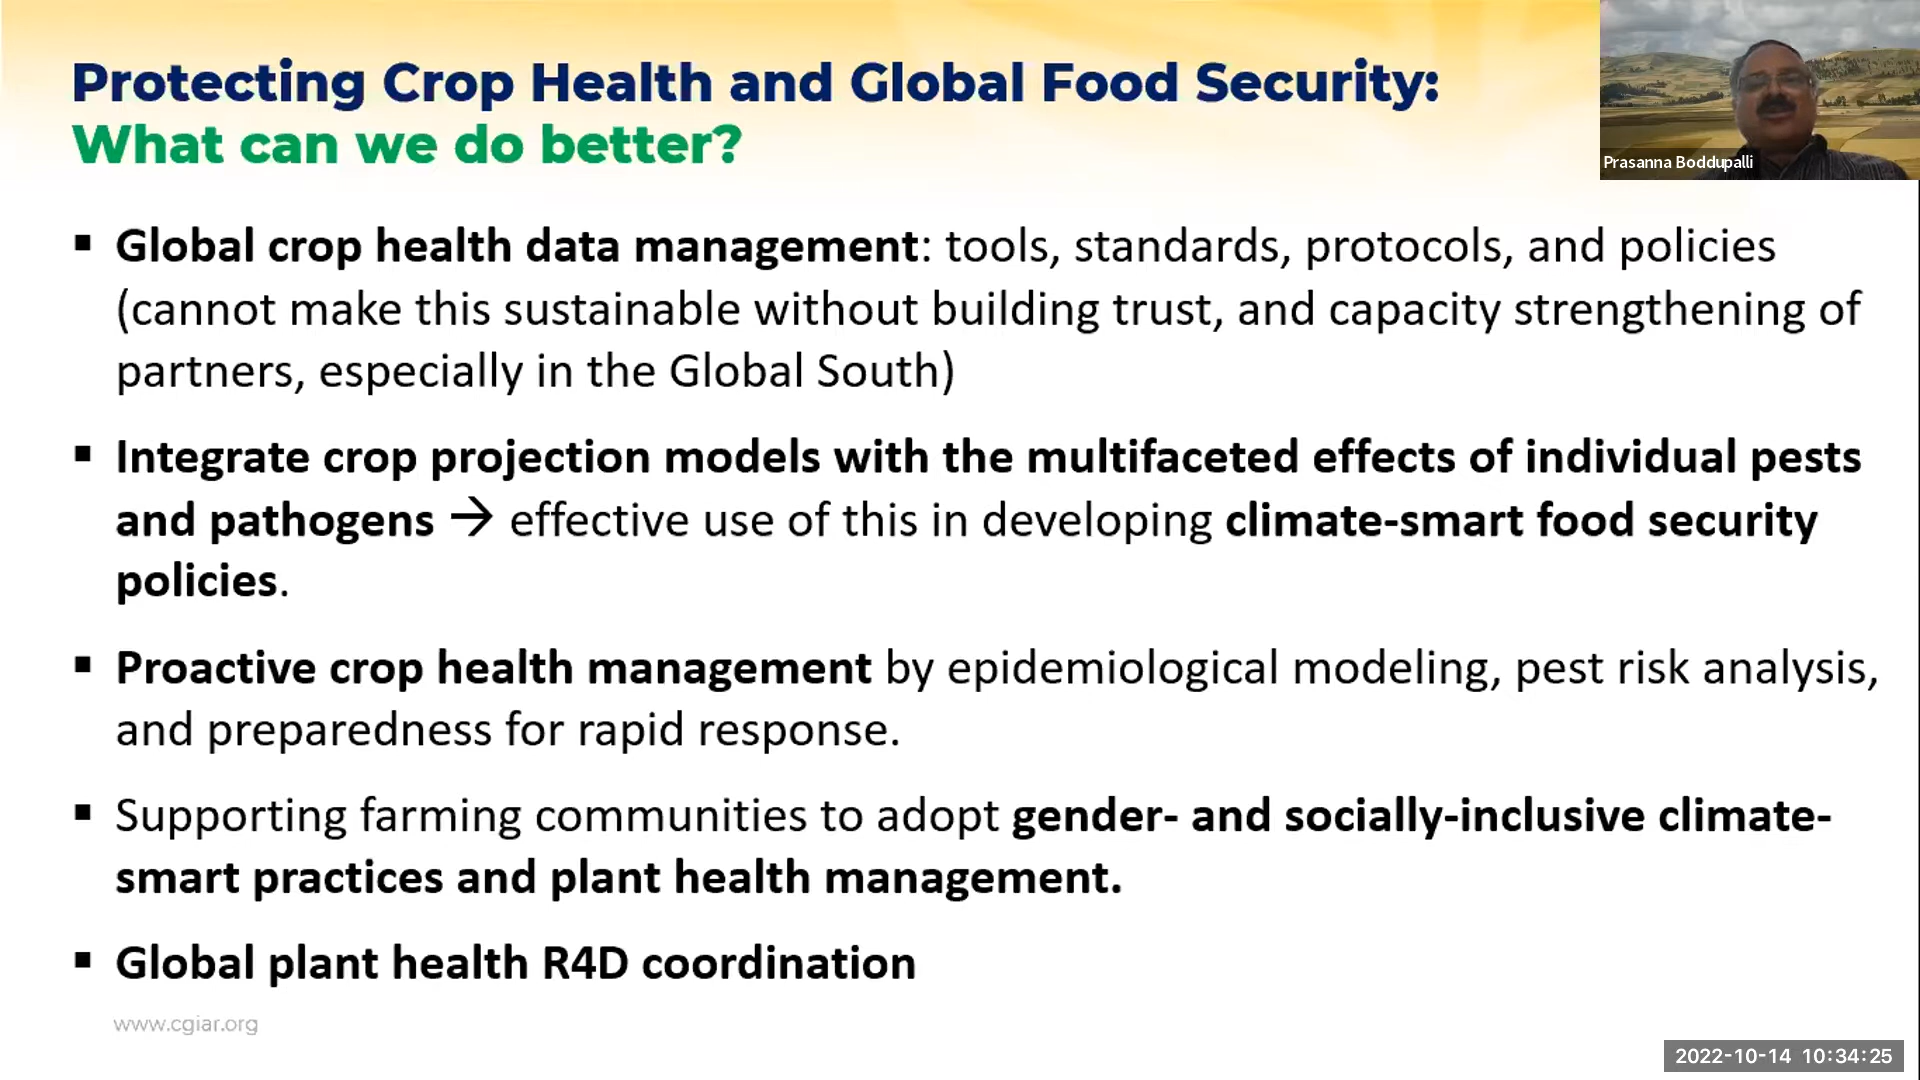 Protecting Crop Health and Global Food Security:
What can we do better?
Prasanna Boddupalli
▪ Global crop health data management: tools, standards, protocols, and policies
(cannot make this sustainable without building trust, and capacity strengthening of
partners, especially in the Global South)
▪ Integrate crop projection models with the multifaceted effects of individual pests
and pathogens → effective use of this in developing climate-smart food security
policies.
▪ Proactive crop health management by epidemiological modeling, pest risk analysis,
and preparedness for rapid response.
▪ Supporting farming communities to adopt gender- and socially-inclusive climate-
smart practices and plant health management.
▪ Global plant health R4D coordination
www.cgiar.org
2022-10-14 10:34:25